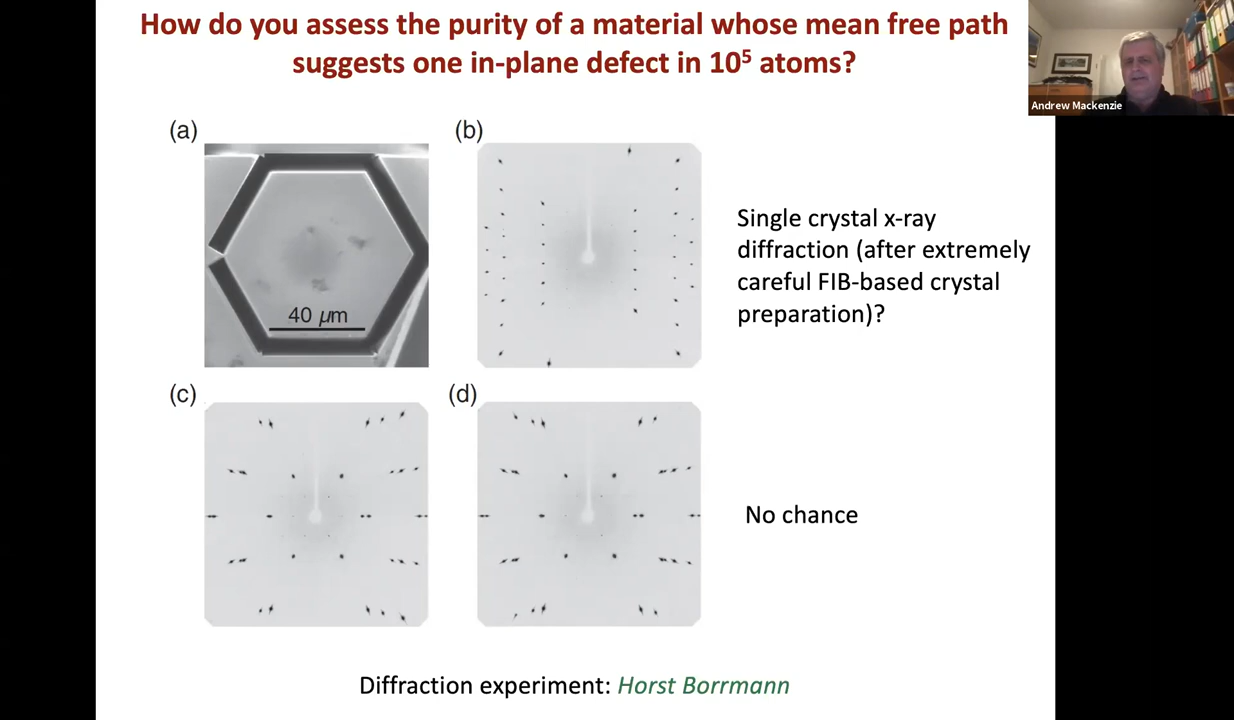 How do you assess the purity of a material whose mean free path
suggests one in-plane defect in 10⁵ atoms?
Andrew Mackenzie
(a)
(b)
40 μm
Single crystal x-ray
diffraction (after extremely
careful FIB-based crystal
preparation)?
(c)
(d)
No chance
Diffraction experiment: Horst Borrmann